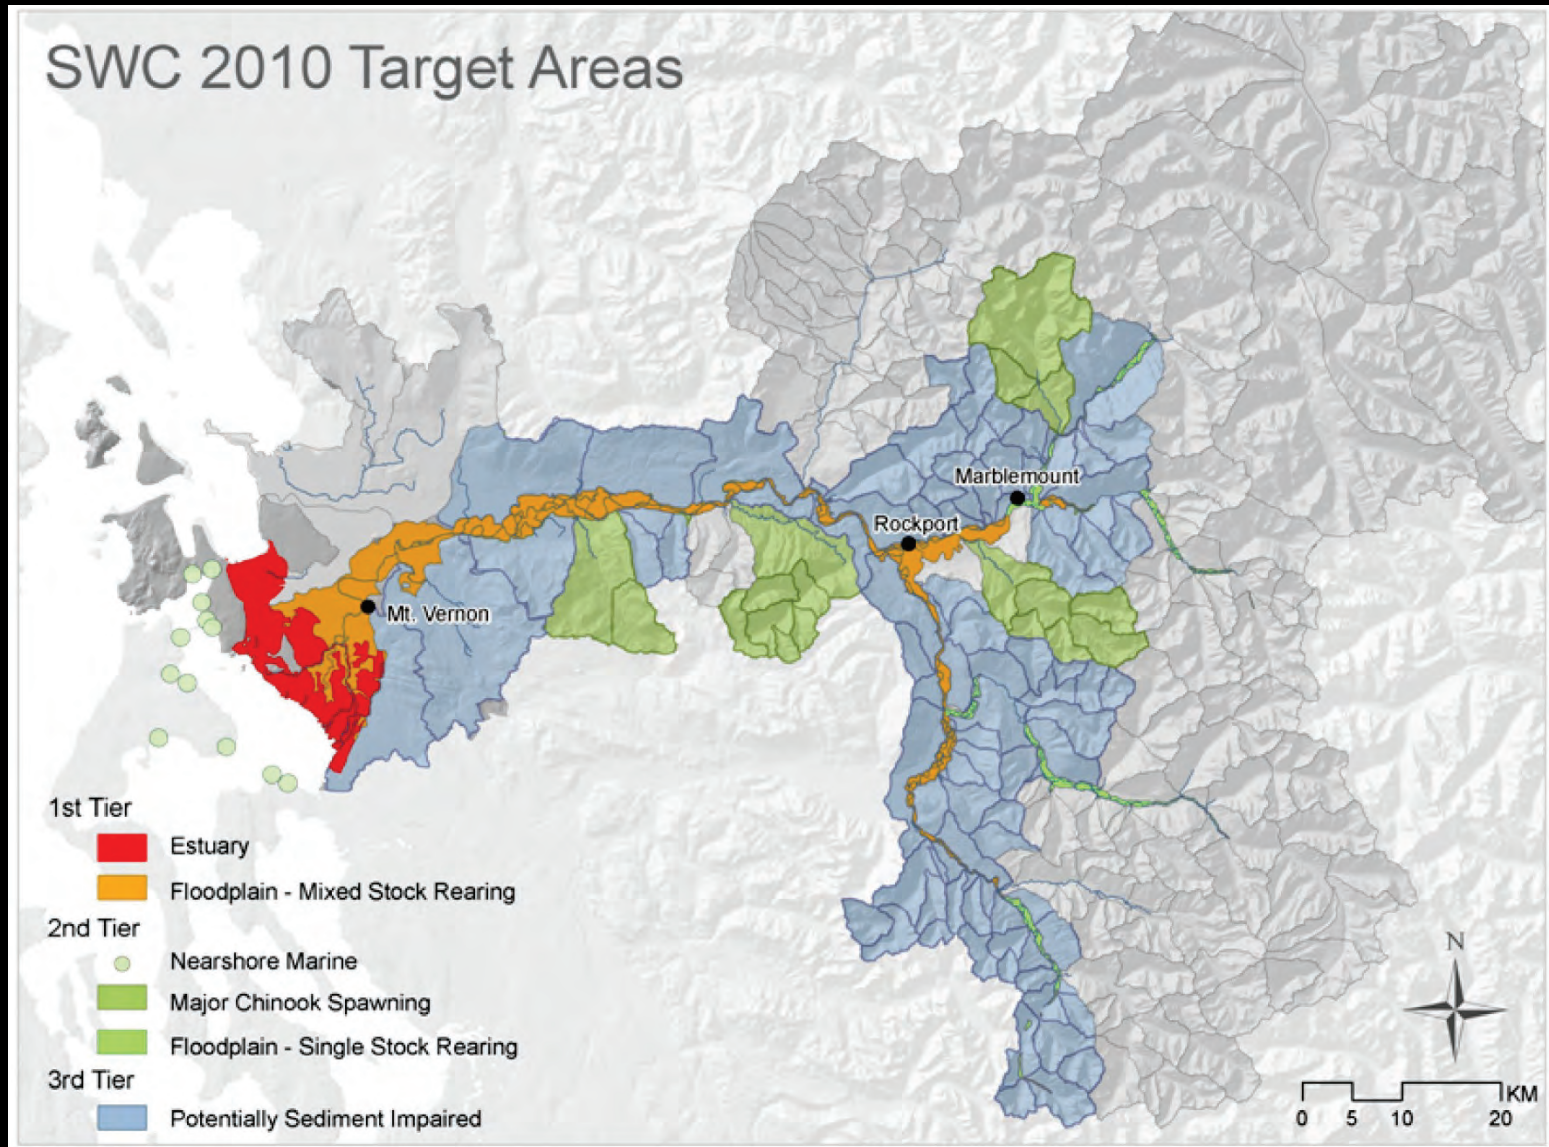 SWC 2010 Target Areas
Marblemount
Rockport
Mt. Vernon
1st Tier
Estuary
Floodplain - Mixed Stock Rearing
2nd Tier
Nearshore Marine
Major Chinook Spawning
Floodplain - Single Stock Rearing
3rd Tier
Potentially Sediment Impaired
N
KM
0 5 10 20